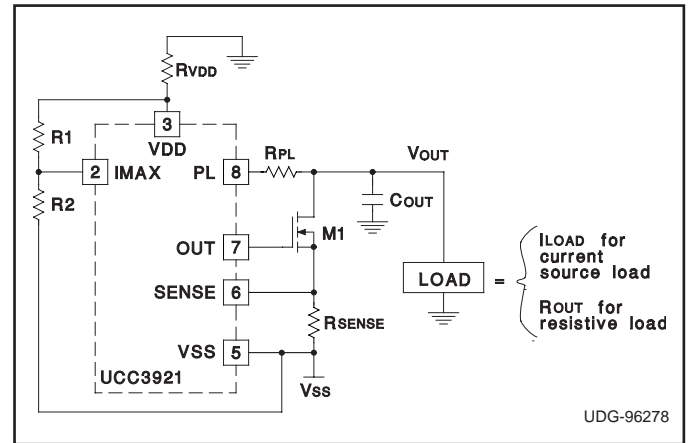 RVDD
R1
3
VDD
RPL
VOUT
2 IMAX
PL 8
R2
COUT
M1
OUT 7
ILOAD for
current
source load
LOAD =
SENSE 6
ROUT for
resistive load
RSENSE
VSS 5
UCC3921
VSS
UDG-96278